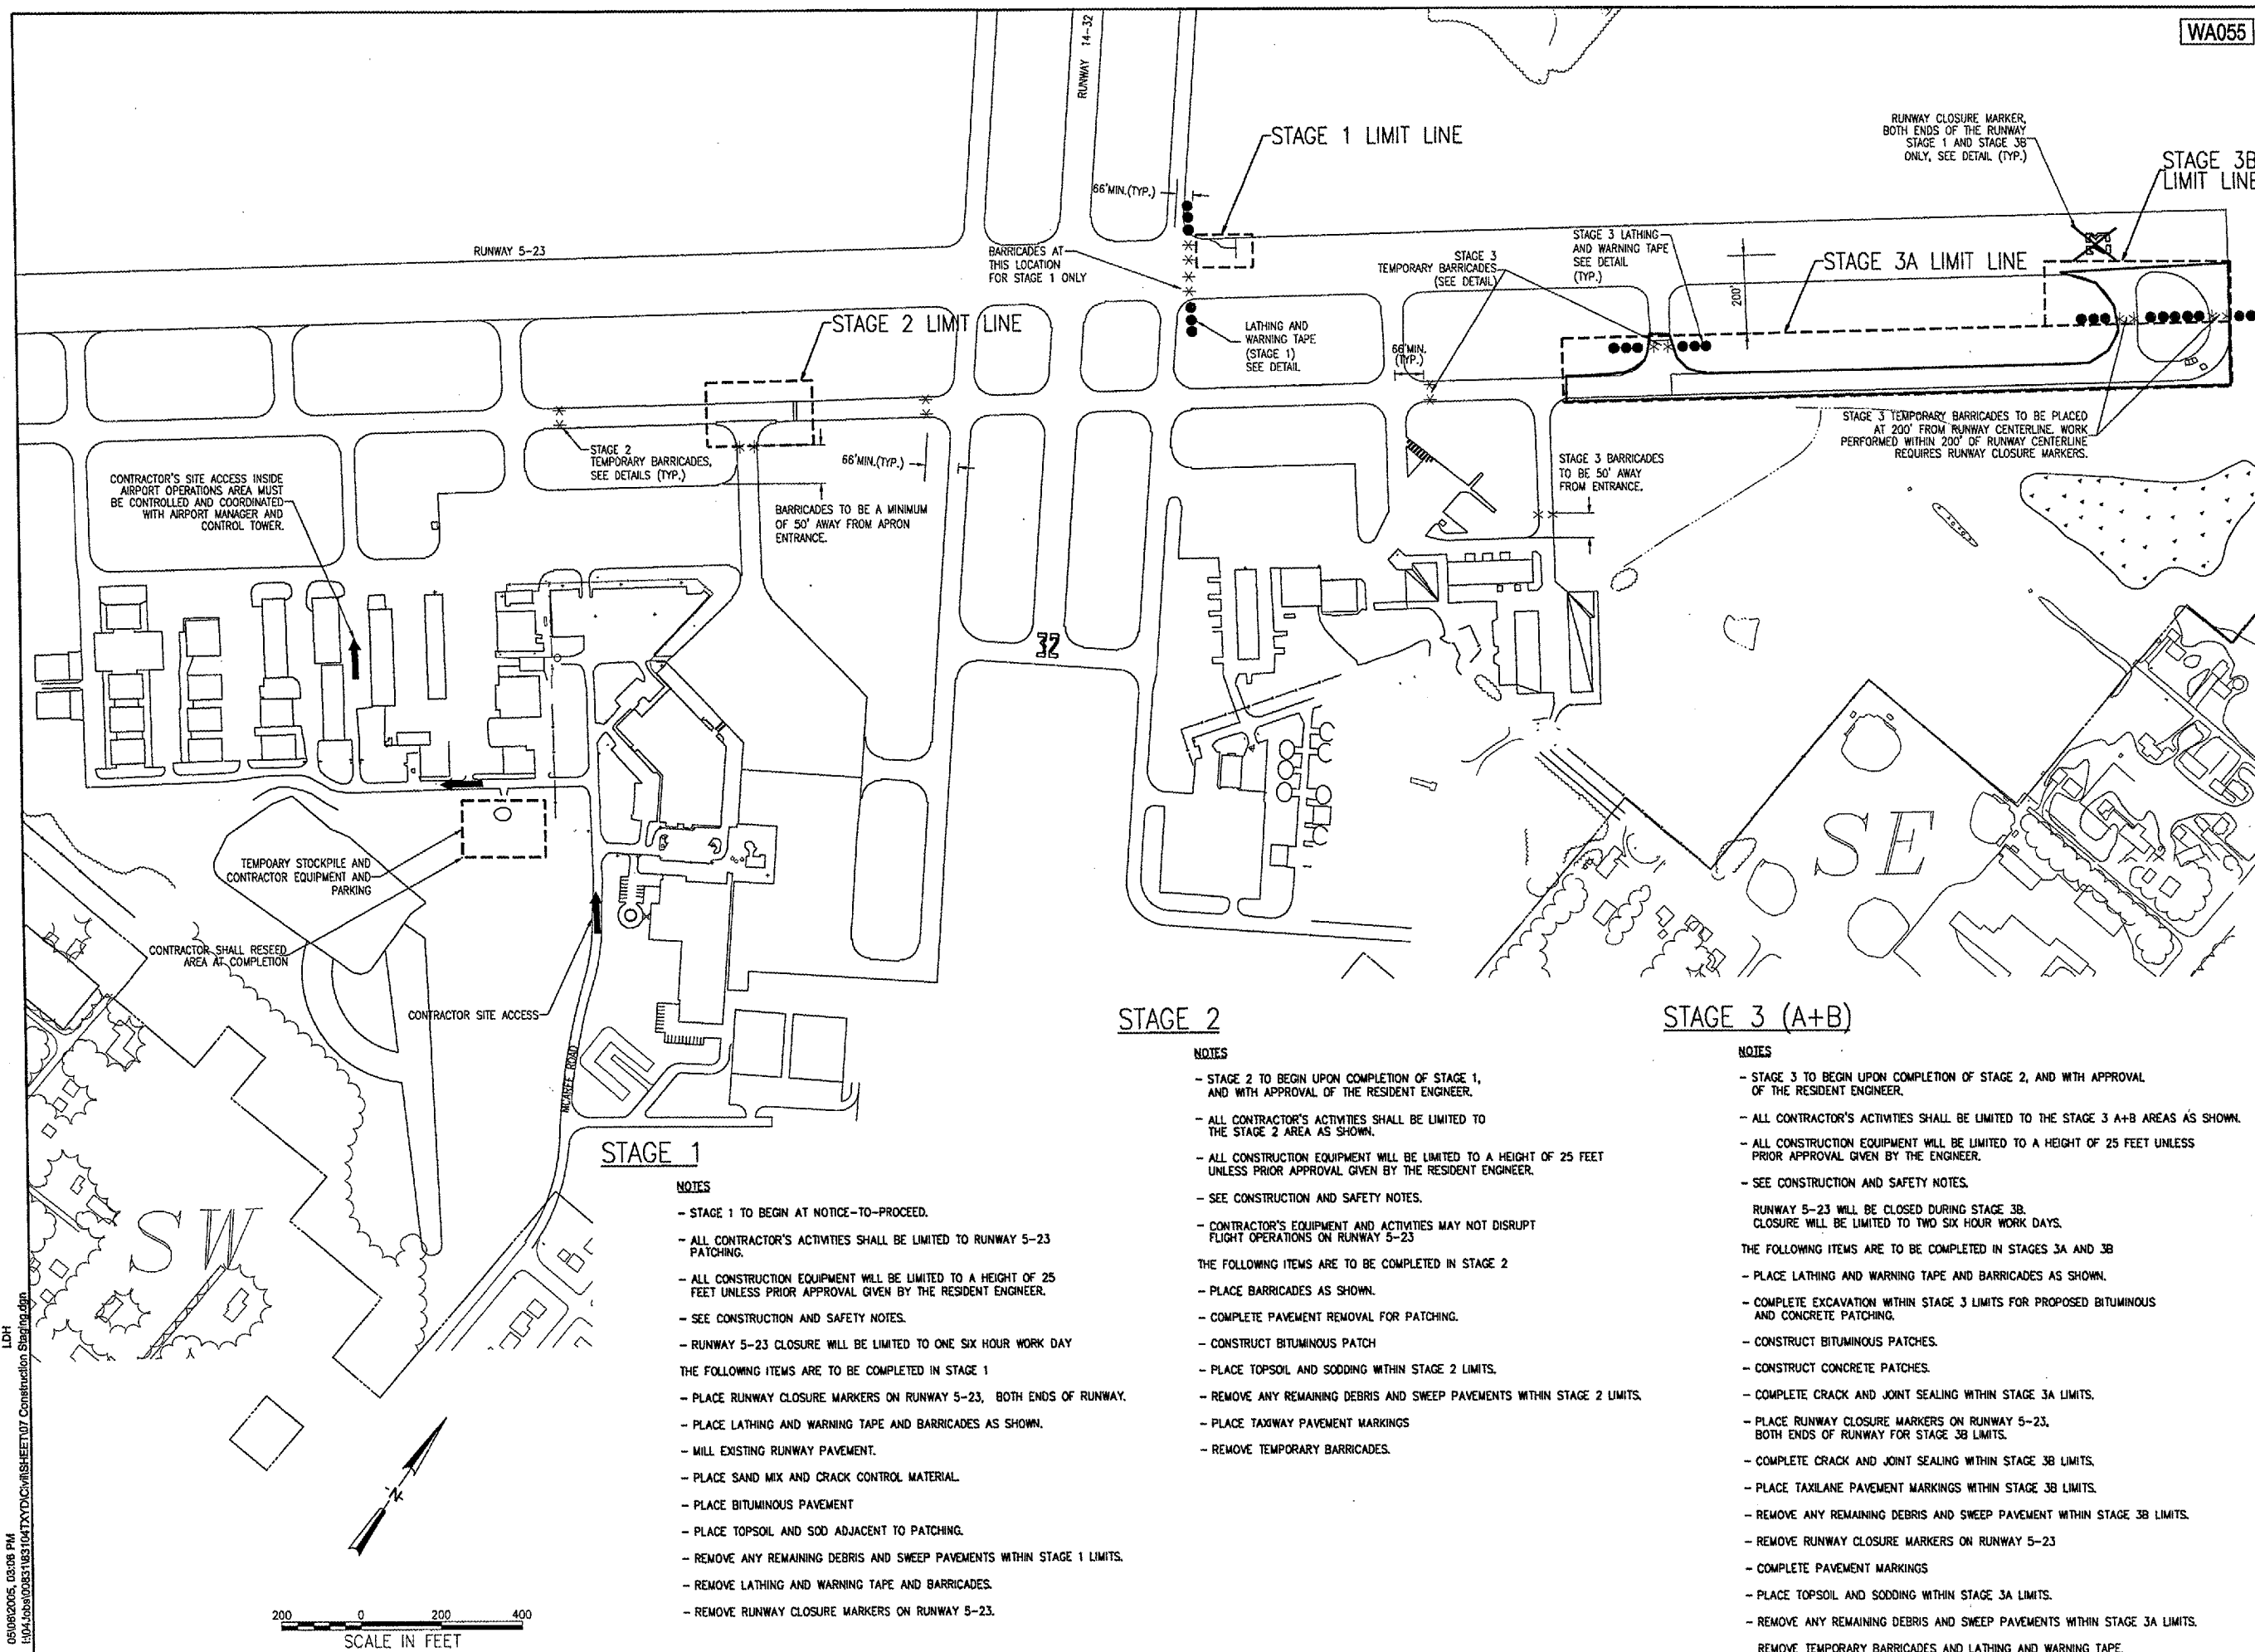 WA055
RUNWAY 14-32
STAGE 1 LIMIT LINE
RUNWAY CLOSURE MARKER,
BOTH ENDS OF THE RUNWAY
STAGE 1 AND STAGE 3B
ONLY, SEE DETAIL (TYP.)
STAGE 3B
LIMIT LINE
66'MIN.(TYP.)
RUNWAY 5-23
BARRICADES AT
THIS LOCATION
FOR STAGE 1 ONLY
STAGE 3
TEMPORARY BARRICADES
(SEE DETAIL)
STAGE 3 LATHING
AND WARNING TAPE
SEE DETAIL
(TYP.)
STAGE 3A LIMIT LINE
200'
23
STAGE 2 LIMIT LINE
LATHING AND
WARNING TAPE
(STAGE 1)
SEE DETAIL
66'MIN.
(TYP.)
STAGE 2
TEMPORARY BARRICADES,
SEE DETAILS (TYP.)
66'MIN.(TYP.)
STAGE 3 TEMPORARY BARRICADES TO BE PLACED
AT 200' FROM RUNWAY CENTERLINE. WORK
PERFORMED WITHIN 200' OF RUNWAY CENTERLINE
REQUIRES RUNWAY CLOSURE MARKERS.
CONTRACTOR'S SITE ACCESS INSIDE
AIRPORT OPERATIONS AREA MUST
BE CONTROLLED AND COORDINATED
WITH AIRPORT MANAGER AND
CONTROL TOWER.
BARRICADES TO BE A MINIMUM
OF 50' AWAY FROM APRON
ENTRANCE.
STAGE 3 BARRICADES
TO BE 50' AWAY
FROM ENTRANCE.
32
TEMPOARY STOCKPILE AND
CONTRACTOR EQUIPMENT AND
PARKING
CONTRACTOR SHALL RESEED
AREA AT COMPLETION
CONTRACTOR SITE ACCESS
MCAREE ROAD
SE
SW
STAGE 1
NOTES
- STAGE 1 TO BEGIN AT NOTICE-TO-PROCEED.
- ALL CONTRACTOR'S ACTIVITIES SHALL BE LIMITED TO RUNWAY 5-23
PATCHING.
- ALL CONSTRUCTION EQUIPMENT WILL BE LIMITED TO A HEIGHT OF 25
FEET UNLESS PRIOR APPROVAL GIVEN BY THE RESIDENT ENGINEER.
- SEE CONSTRUCTION AND SAFETY NOTES.
- RUNWAY 5-23 CLOSURE WILL BE LIMITED TO ONE SIX HOUR WORK DAY
THE FOLLOWING ITEMS ARE TO BE COMPLETED IN STAGE 1
- PLACE RUNWAY CLOSURE MARKERS ON RUNWAY 5-23, BOTH ENDS OF RUNWAY.
- PLACE LATHING AND WARNING TAPE AND BARRICADES AS SHOWN.
- MILL EXISTING RUNWAY PAVEMENT.
- PLACE SAND MIX AND CRACK CONTROL MATERIAL
- PLACE BITUMINOUS PAVEMENT
- PLACE TOPSOIL AND SOD ADJACENT TO PATCHING.
- REMOVE ANY REMAINING DEBRIS AND SWEEP PAVEMENTS WITHIN STAGE 1 LIMITS.
- REMOVE LATHING AND WARNING TAPE AND BARRICADES.
- REMOVE RUNWAY CLOSURE MARKERS ON RUNWAY 5-23.
STAGE 2
NOTES
- STAGE 2 TO BEGIN UPON COMPLETION OF STAGE 1,
AND WITH APPROVAL OF THE RESIDENT ENGINEER.
- ALL CONTRACTOR'S ACTIVITIES SHALL BE LIMITED TO
THE STAGE 2 AREA AS SHOWN.
- ALL CONSTRUCTION EQUIPMENT WILL BE LIMITED TO A HEIGHT OF 25 FEET
UNLESS PRIOR APPROVAL GIVEN BY THE RESIDENT ENGINEER.
- SEE CONSTRUCTION AND SAFETY NOTES.
- CONTRACTOR'S EQUIPMENT AND ACTIVITIES MAY NOT DISRUPT
FLIGHT OPERATIONS ON RUNWAY 5-23
THE FOLLOWING ITEMS ARE TO BE COMPLETED IN STAGE 2
- PLACE BARRICADES AS SHOWN.
- COMPLETE PAVEMENT REMOVAL FOR PATCHING.
- CONSTRUCT BITUMINOUS PATCH
- PLACE TOPSOIL AND SODDING WITHIN STAGE 2 LIMITS.
- REMOVE ANY REMAINING DEBRIS AND SWEEP PAVEMENTS WITHIN STAGE 2 LIMITS.
- PLACE TAXIWAY PAVEMENT MARKINGS
- REMOVE TEMPORARY BARRICADES.
STAGE 3 (A+B)
NOTES
- STAGE 3 TO BEGIN UPON COMPLETION OF STAGE 2, AND WITH APPROVAL
OF THE RESIDENT ENGINEER.
- ALL CONTRACTOR'S ACTIVITIES SHALL BE LIMITED TO THE STAGE 3 A+B AREAS AS SHOWN.
- ALL CONSTRUCTION EQUIPMENT WILL BE LIMITED TO A HEIGHT OF 25 FEET UNLESS
PRIOR APPROVAL GIVEN BY THE ENGINEER.
- SEE CONSTRUCTION AND SAFETY NOTES.
RUNWAY 5-23 WILL BE CLOSED DURING STAGE 3B.
CLOSURE WILL BE LIMITED TO TWO SIX HOUR WORK DAYS.
THE FOLLOWING ITEMS ARE TO BE COMPLETED IN STAGES 3A AND 3B
- PLACE LATHING AND WARNING TAPE AND BARRICADES AS SHOWN.
- COMPLETE EXCAVATION WITHIN STAGE 3 LIMITS FOR PROPOSED BITUMINOUS
AND CONCRETE PATCHING.
- CONSTRUCT BITUMINOUS PATCHES.
- CONSTRUCT CONCRETE PATCHES.
- COMPLETE CRACK AND JOINT SEALING WITHIN STAGE 3A LIMITS.
- PLACE RUNWAY CLOSURE MARKERS ON RUNWAY 5-23,
BOTH ENDS OF RUNWAY FOR STAGE 3B LIMITS.
- COMPLETE CRACK AND JOINT SEALING WITHIN STAGE 3B LIMITS.
- PLACE TAXILANE PAVEMENT MARKINGS WITHIN STAGE 3B LIMITS.
- REMOVE ANY REMAINING DEBRIS AND SWEEP PAVEMENT WITHIN STAGE 3B LIMITS.
- REMOVE RUNWAY CLOSURE MARKERS ON RUNWAY 5-23
- COMPLETE PAVEMENT MARKINGS
- PLACE TOPSOIL AND SODDING WITHIN STAGE 3A LIMITS.
- REMOVE ANY REMAINING DEBRIS AND SWEEP PAVEMENTS WITHIN STAGE 3A LIMITS.
REMOVE TEMPORARY BARRICADES AND LATHING AND WARNING TAPE.
N
200 0 200 400
SCALE IN FEET
LDH
05/06/2005, 03:06 PM
I:\04Jobs\00831\83104TXYD\Civil\SHEET\07 Construction Staging.dgn